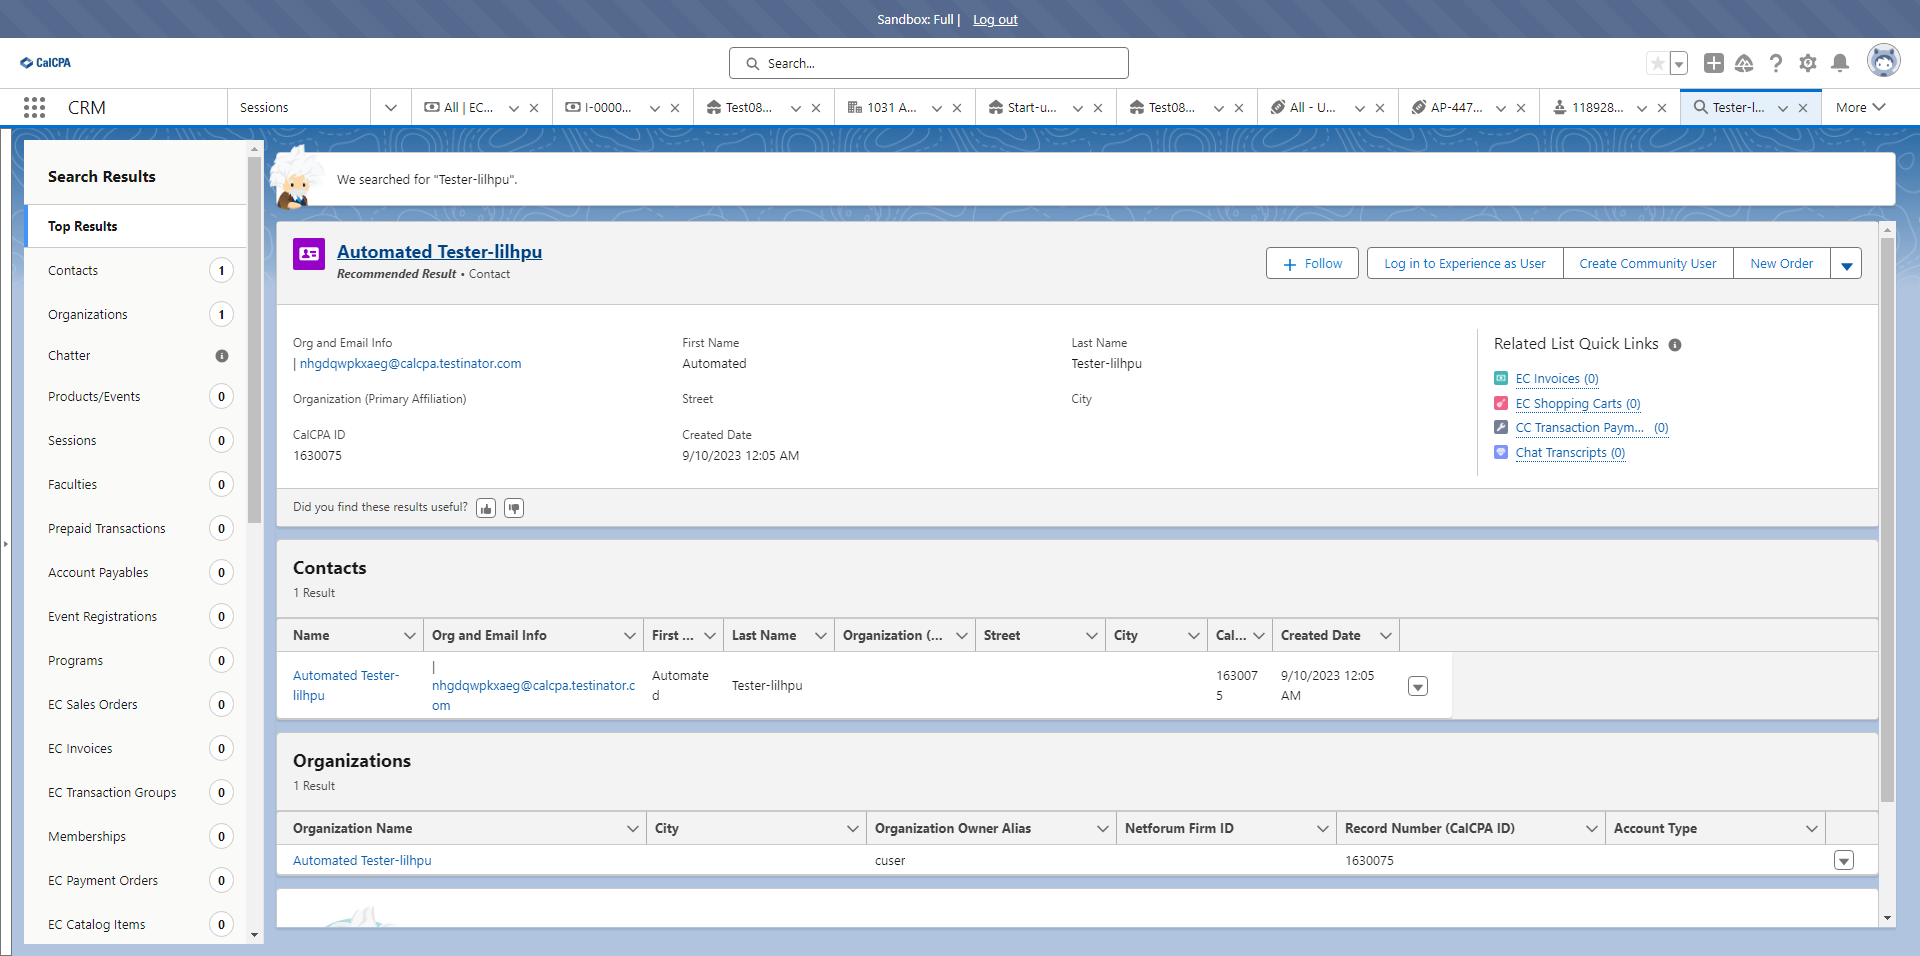 Sandbox: Full | Log out
CalCPA
Search...
CRM
Sessions
All | EC...
I-0000...
Test08...
1031 A...
Start-u...
Test08...
All - U...
AP-447...
118928...
Tester-l...
More
Search Results
Top Results
Contacts 1
Organizations 1
Chatter
Products/Events 0
Sessions 0
Faculties 0
Prepaid Transactions 0
Account Payables 0
Event Registrations 0
Programs 0
EC Sales Orders 0
EC Invoices 0
EC Transaction Groups 0
Memberships 0
EC Payment Orders 0
EC Catalog Items 0
We searched for "Tester-lilhpu".
Automated Tester-lilhpu
Recommended Result • Contact
Follow
Log in to Experience as User
Create Community User
New Order
Org and Email Info
| nhgdqwpkxaeg@calcpa.testinator.com
First Name
Automated
Last Name
Tester-lilhpu
Organization (Primary Affiliation)
Street
City
CalCPA ID
1630075
Created Date
9/10/2023 12:05 AM
Related List Quick Links
EC Invoices (0)
EC Shopping Carts (0)
CC Transaction Paym... (0)
Chat Transcripts (0)
Did you find these results useful?
Contacts
1 Result
Name Org and Email Info First ... Last Name Organization (... Street City Cal... Created Date
Automated Tester-
lilhpu
|
nhgdqwpkxaeg@calcpa.testinator.c
om
Automate
d
Tester-lilhpu
163007
5
9/10/2023 12:05
AM
Organizations
1 Result
Organization Name City Organization Owner Alias Netforum Firm ID Record Number (CalCPA ID) Account Type
Automated Tester-lilhpu cuser 1630075